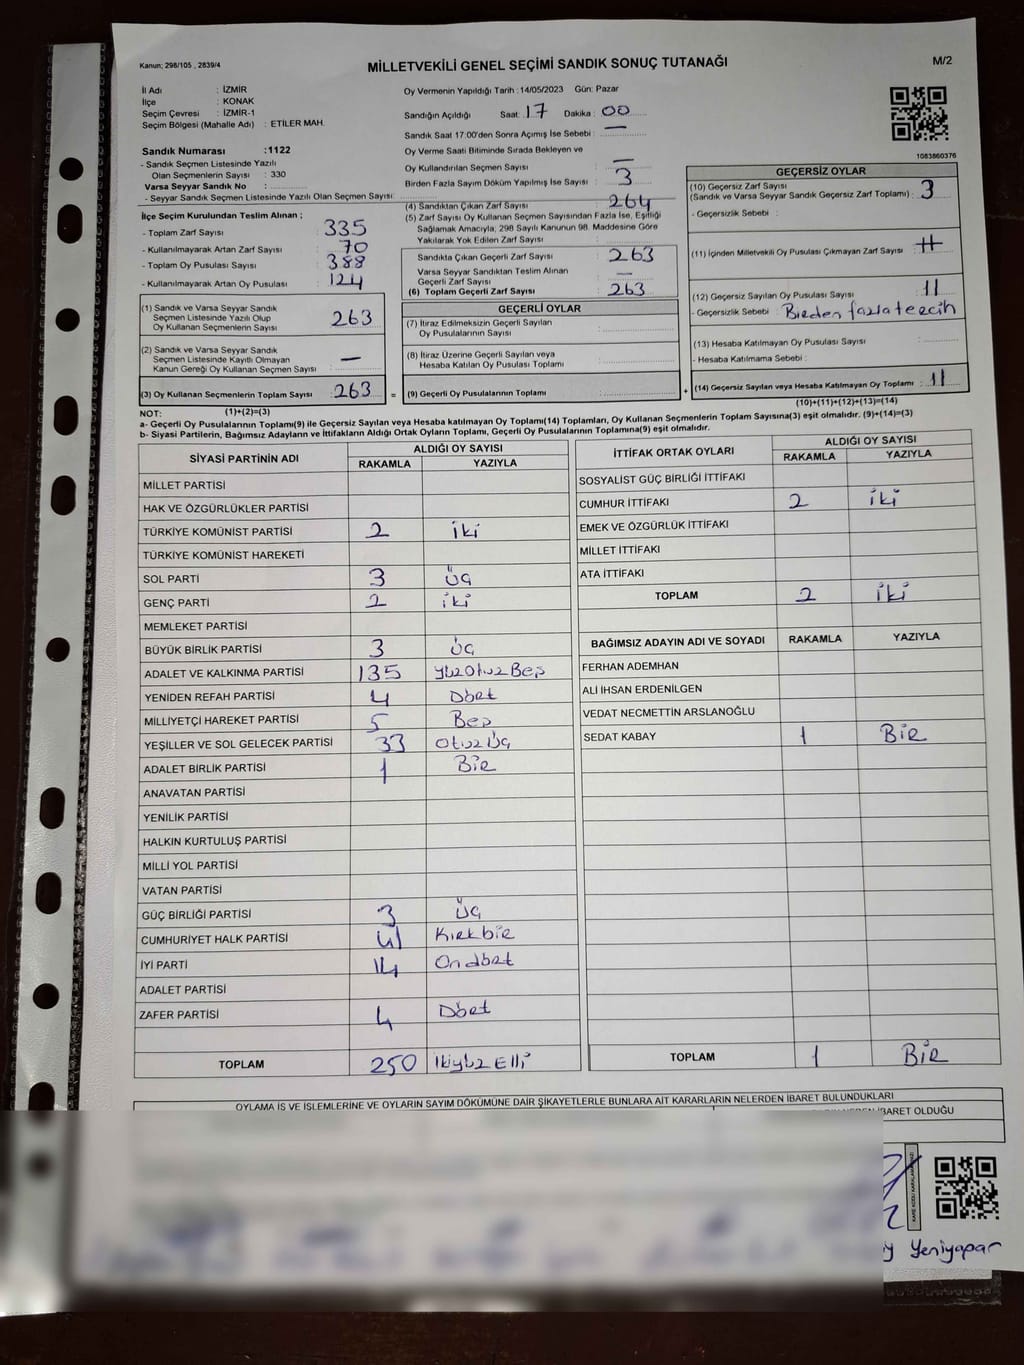 Kanun; 298/105 , 2839/4
MİLLETVEKİLİ GENEL SEÇİMİ SANDIK SONUÇ TUTANAĞI
M/2
İl Adı : İZMİR
İlçe : KONAK
Seçim Çevresi : İZMİR-1
Seçim Bölgesi (Mahalle Adı) : ETİLER MAH.
Sandık Numarası :1122
- Sandık Seçmen Listesinde Yazılı
Olan Seçmenlerin Sayısı : 330
Varsa Seyyar Sandık No :
- Seyyar Sandık Seçmen Listesinde Yazılı Olan Seçmen Sayısı:
İlçe Seçim Kurulundan Teslim Alınan ;
- Toplam Zarf Sayısı : 335
- Kullanılmayarak Artan Zarf Sayısı : 70
- Toplam Oy Pusulası Sayısı : 388
- Kullanılmayarak Artan Oy Pusulası : 124
(1) Sandık ve Varsa Seyyar Sandık
Seçmen Listesinde Yazılı Olup
Oy Kullanan Seçmenlerin Sayısı : 263
(2) Sandık ve Varsa Seyyar Sandık
Seçmen Listesinde Kayıtlı Olmayan
Kanun Gereği Oy Kullanan Seçmen Sayısı : —
(3) Oy Kullanan Seçmenlerin Toplam Sayısı : 263 =
Oy Vermenin Yapıldığı Tarih : 14/05/2023 Gün: Pazar
Sandığın Açıldığı Saat: 17 Dakika : 00
Sandık Saat 17:00'den Sonra Açımış İse Sebebi : —
Oy Verme Saati Bitiminde Sırada Bekleyen ve
Oy Kullandırılan Seçmen Sayısı : —
Birden Fazla Sayım Döküm Yapılmış İse Sayısı : 3
(4) Sandıktan Çıkan Zarf Sayısı : 264
(5) Zarf Sayısı Oy Kullanan Seçmen Sayısından Fazla İse, Eşitliği
Sağlamak Amacıyla, 298 Sayılı Kanunun 98. Maddesine Göre
Yakılarak Yok Edilen Zarf Sayısı :
Sandıkta Çıkan Geçerli Zarf Sayısı : 263
Varsa Seyyar Sandıktan Teslim Alınan
Geçerli Zarf Sayısı : —
(6) Toplam Geçerli Zarf Sayısı : 263
GEÇERLİ OYLAR
(7) İtiraz Edilmeksizin Geçerli Sayılan
Oy Pusulalarının Sayısı :
(8) İtiraz Üzerine Geçerli Sayılan veya
Hesaba Katılan Oy Pusulası Toplamı :
(9) Geçerli Oy Pusulalarının Toplamı : +
1083860376
GEÇERSİZ OYLAR
(10) Geçersiz Zarf Sayısı
(Sandık ve Varsa Seyyar Sandık Geçersiz Zarf Toplamı) : 3
- Geçersizlik Sebebi :
(11) İçinden Milletvekili Oy Pusulası Çıkmayan Zarf Sayısı :
(12) Geçersiz Sayılan Oy Pusulası Sayısı : 11
- Geçersizlik Sebebi : Birden fazla tercih
(13) Hesaba Katılmayan Oy Pusulası Sayısı :
- Hesaba Katılmama Sebebi :
(14) Geçersiz Sayılan veya Hesaba Katılmayan Oy Toplamı : 11
(10)+(11)+(12)+(13)=(14)
NOT: (1)+(2)=(3)
a- Geçerli Oy Pusulalarının Toplamı(9) ile Geçersiz Sayılan veya Hesaba katılmayan Oy Toplamı(14) Toplamları, Oy Kullanan Seçmenlerin Toplam Sayısına(3) eşit olmalıdır. (9)+(14)=(3)
b- Siyasi Partilerin, Bağımsız Adayların ve İttifakların Aldığı Ortak Oyların Toplamı, Geçerli Oy Pusulalarının Toplamına(9) eşit olmalıdır.
SİYASİ PARTİNİN ADI ALDIĞI OY SAYISI
RAKAMLA YAZIYLA
MİLLET PARTİSİ
HAK VE ÖZGÜRLÜKLER PARTİSİ
TÜRKİYE KOMÜNİST PARTİSİ 2 iki
TÜRKİYE KOMÜNİST HAREKETİ
SOL PARTİ 3 üç
GENÇ PARTİ 2 iki
MEMLEKET PARTİSİ
BÜYÜK BİRLİK PARTİSİ 3 üç
ADALET VE KALKINMA PARTİSİ 135 yüzOtuzBeş
YENİDEN REFAH PARTİSİ 4 Dört
MİLLİYETÇİ HAREKET PARTİSİ 5 Beş
YEŞİLLER VE SOL GELECEK PARTİSİ 33 OtuzÜç
ADALET BİRLİK PARTİSİ 1 Bir
ANAVATAN PARTİSİ
YENİLİK PARTİSİ
HALKIN KURTULUŞ PARTİSİ
MİLLİ YOL PARTİSİ
VATAN PARTİSİ
GÜÇ BİRLİĞİ PARTİSİ 3 üç
CUMHURİYET HALK PARTİSİ 41 Kırkbir
İYİ PARTİ 14 Ondört
ADALET PARTİSİ
ZAFER PARTİSİ 4 Dört
TOPLAM 250 İkiyüz Elli
İTTİFAK ORTAK OYLARI ALDIĞI OY SAYISI
RAKAMLA YAZIYLA
SOSYALİST GÜÇ BİRLİĞİ İTTİFAKI
CUMHUR İTTİFAKI 2 iki
EMEK VE ÖZGÜRLÜK İTTİFAKI
MİLLET İTTİFAKI
ATA İTTİFAKI
TOPLAM 2 iki
BAĞIMSIZ ADAYIN ADI VE SOYADI RAKAMLA YAZIYLA
FERHAN ADEMHAN
ALİ İHSAN ERDENİLGEN
VEDAT NECMETTİN ARSLANOĞLU
SEDAT KABAY 1 Bir
TOPLAM 1 Bir
OYLAMA İŞ VE İŞLEMLERİNE VE OYLARIN SAYIM DÖKÜMÜNE DAİR ŞİKAYETLERLE BUNLARA AİT KARARLARIN NELERDEN İBARET BULUNDUKLARI
İBARET OLDUĞU
Yeniyapar